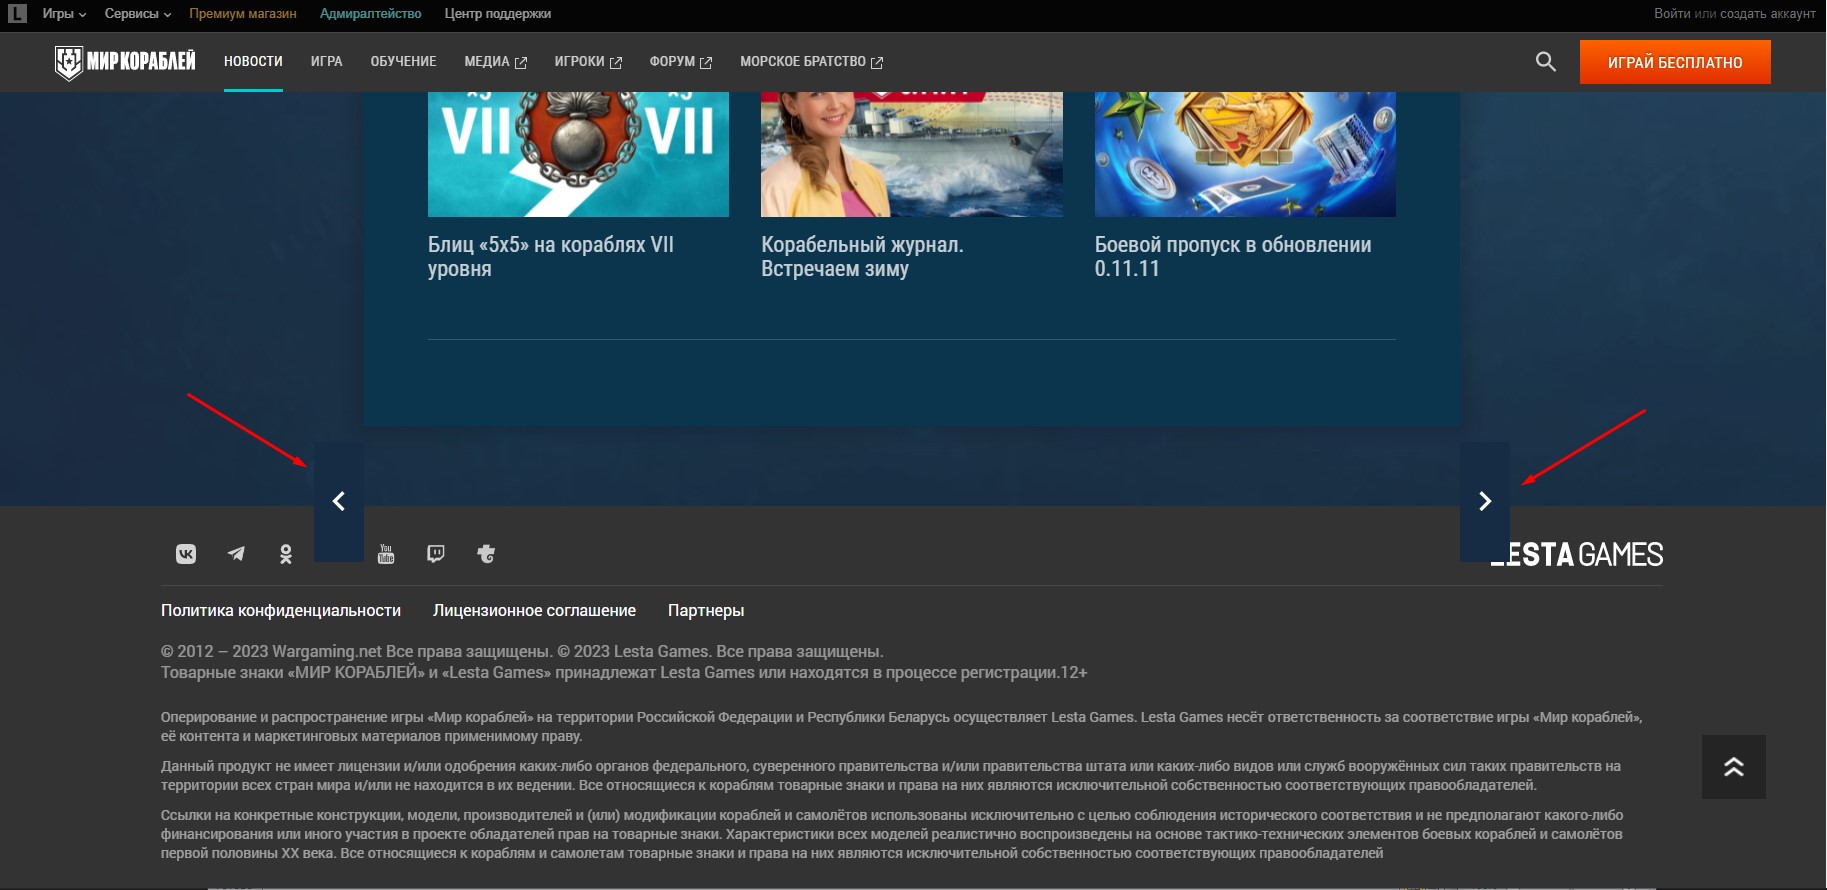 L Игры Сервисы Премиум магазин Адмиралтейство Центр поддержки Войти или создать аккаунт
МИР КОРАБЛЕЙ НОВОСТИ ИГРА ОБУЧЕНИЕ МЕДИА ИГРОКИ ФОРУМ МОРСКОЕ БРАТСТВО ИГРАЙ БЕСПЛАТНО
VII VII
Блиц «5x5» на кораблях VII
уровня
Корабельный журнал.
Встречаем зиму
Боевой пропуск в обновлении
0.11.11
You Tube
LESTA GAMES
Политика конфиденциальности Лицензионное соглашение Партнеры
© 2012 – 2023 Wargaming.net Все права защищены. © 2023 Lesta Games. Все права защищены.
Товарные знаки «МИР КОРАБЛЕЙ» и «Lesta Games» принадлежат Lesta Games или находятся в процессе регистрации.12+
Оперирование и распространение игры «Мир кораблей» на территории Российской Федерации и Республики Беларусь осуществляет Lesta Games. Lesta Games несёт ответственность за соответствие игры «Мир кораблей»,
её контента и маркетинговых материалов применимому праву.
Данный продукт не имеет лицензии и/или одобрения каких-либо органов федерального, суверенного правительства и/или правительства штата или каких-либо видов или служб вооружённых сил таких правительств на
территории всех стран мира и/или не находится в их ведении. Все относящиеся к кораблям товарные знаки и права на них являются исключительной собственностью соответствующих правообладателей.
Ссылки на конкретные конструкции, модели, производителей и (или) модификации кораблей и самолётов использованы исключительно с целью соблюдения исторического соответствия и не предполагают какого-либо
финансирования или иного участия в проекте обладателей прав на товарные знаки. Характеристики всех моделей реалистично воспроизведены на основе тактико-технических элементов боевых кораблей и самолётов
первой половины XX века. Все относящиеся к кораблям и самолетам товарные знаки и права на них являются исключительной собственностью соответствующих правообладателей